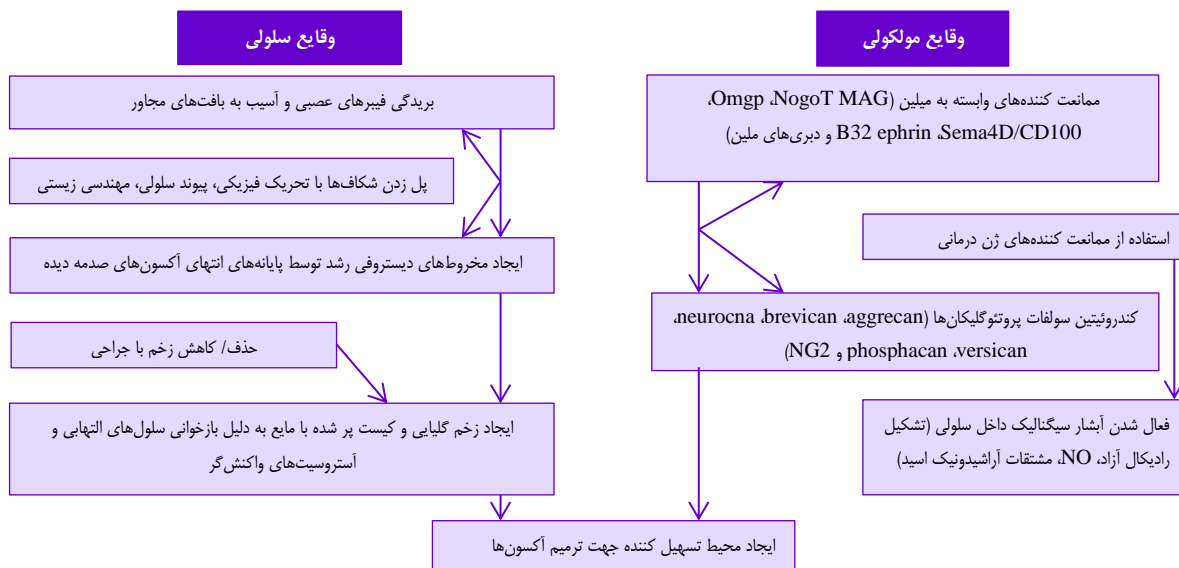 وقایع مولکولی
ممانعت کننده‌های وابسته به میلین (Omgp ،NogoT MAG،
B32 ephrin ،Sema4D/CD100 و دبری‌های ملین)
استفاده از ممانعت کننده‌های ژن درمانی
کندروئیتین سولفات پروتئوگلیکان‌ها (neurocna ،brevican ،aggrecan،
phosphacan ،versican و NG2)
فعال شدن آبشار سیگنالیک داخل سلولی (تشکیل
رادیکال آزاد، NO، مشتقات آراشیدونیک اسید)
وقایع سلولی
بریدگی فیبرهای عصبی و آسیب به بافت‌های مجاور
پل زدن شکاف‌ها با تحریک فیزیکی، پیوند سلولی، مهندسی زیستی
ایجاد مخروط‌های دیستروفی رشد توسط پایانه‌های انتهای آکسون‌های صدمه دیده
حذف/ کاهش زخم با جراحی
ایجاد زخم گلیایی و کیست پر شده با مایع به دلیل بازخوانی سلول‌های التهابی و
آستروسیت‌های واکنش‌گر
ایجاد محیط تسهیل کننده جهت ترمیم آکسون‌ها